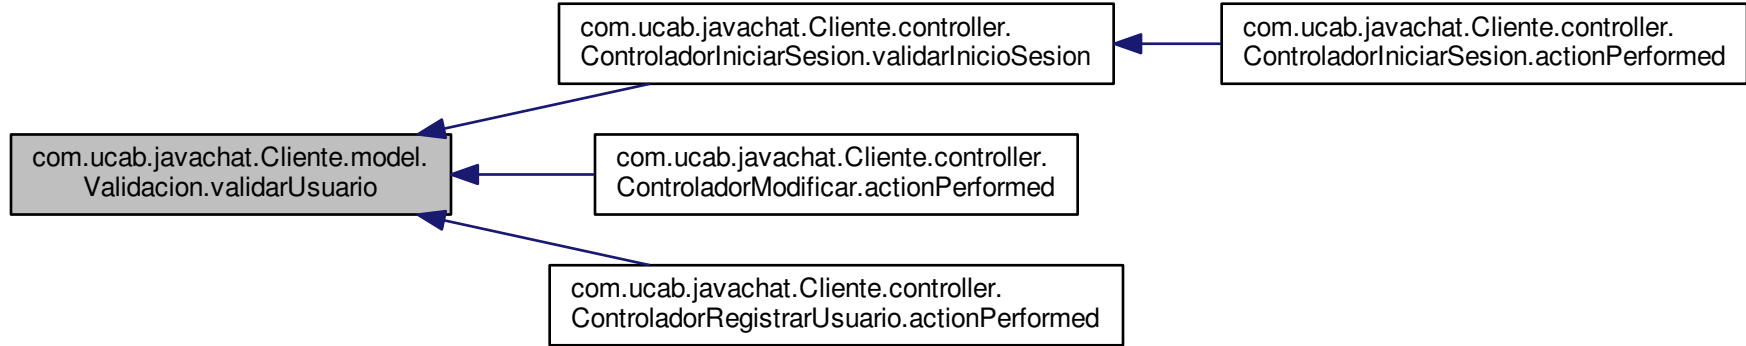 com.ucab.javachat.Cliente.controller.
ControladorIniciarSesion.validarInicioSesion
com.ucab.javachat.Cliente.controller.
ControladorIniciarSesion.actionPerformed
com.ucab.javachat.Cliente.model.
Validacion.validarUsuario
com.ucab.javachat.Cliente.controller.
ControladorModificar.actionPerformed
com.ucab.javachat.Cliente.controller.
ControladorRegistrarUsuario.actionPerformed